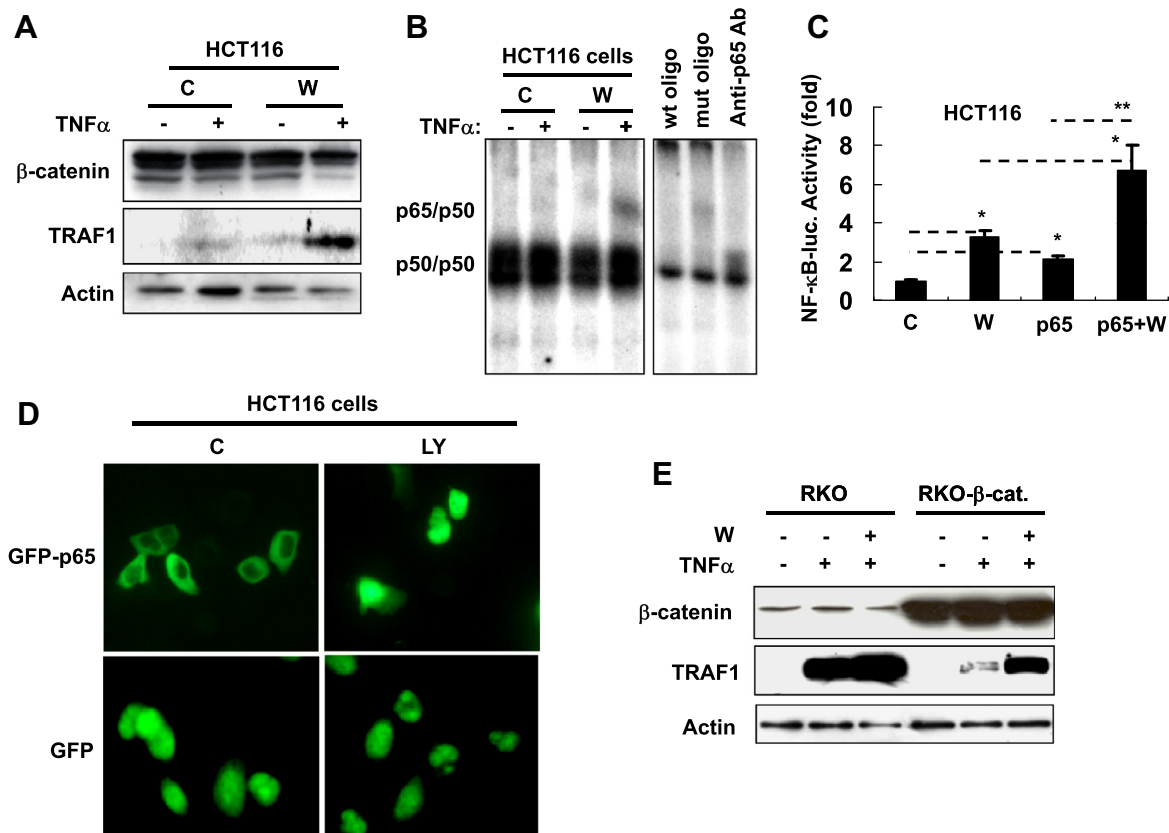 A
HCT116
C W
TNFα - + - +
β-catenin
TRAF1
Actin
B
HCT116 cells
C W
TNFα: - + - +
wt oligo
mut oligo
Anti-p65 Ab
p65/p50
p50/p50
C
NF-κB-luc. Activity (fold)
HCT116
10
8
6
4
2
0
*
*
*
**
C W p65 p65+W
D
HCT116 cells
C LY
GFP-p65
GFP
E
RKO RKO-β-cat.
W - - + - - +
TNFα - + + - + +
β-catenin
TRAF1
Actin